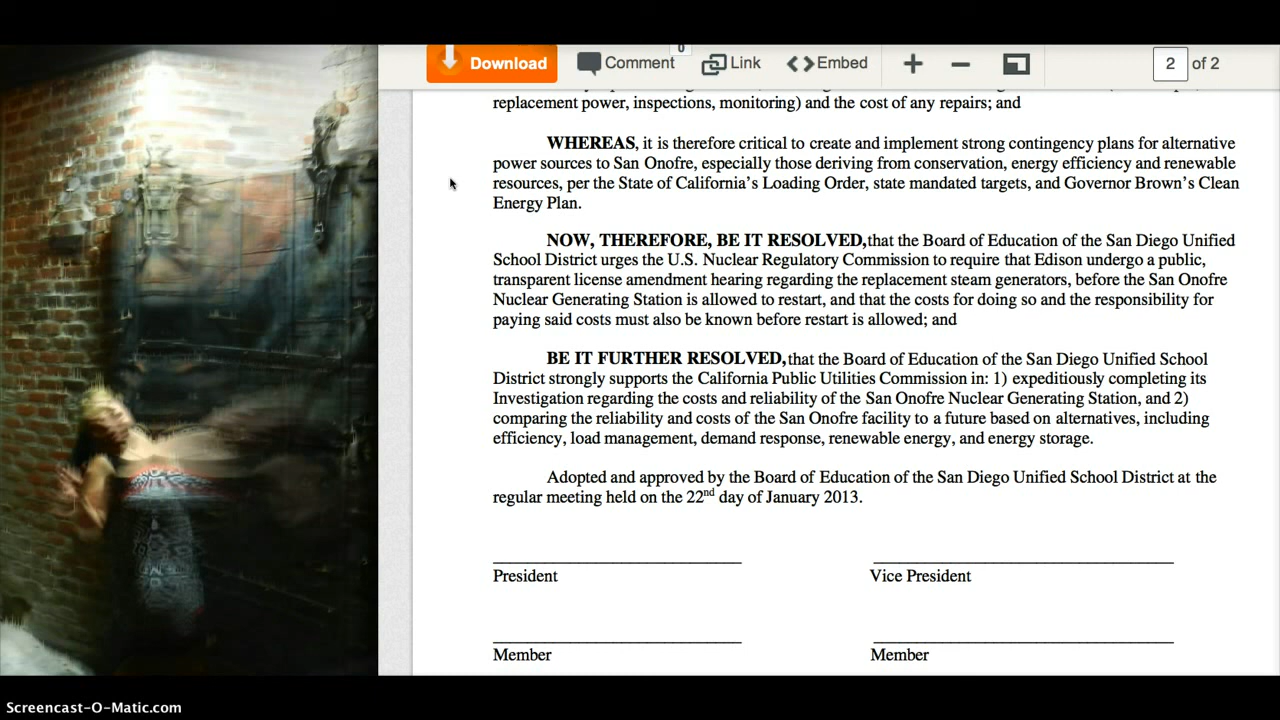 0
Download Comment Link Embed 2 of 2
replacement power, inspections, monitoring) and the cost of any repairs; and
WHEREAS, it is therefore critical to create and implement strong contingency plans for alternative
power sources to San Onofre, especially those deriving from conservation, energy efficiency and renewable
resources, per the State of California's Loading Order, state mandated targets, and Governor Brown's Clean
Energy Plan.
NOW, THEREFORE, BE IT RESOLVED, that the Board of Education of the San Diego Unified
School District urges the U.S. Nuclear Regulatory Commission to require that Edison undergo a public,
transparent license amendment hearing regarding the replacement steam generators, before the San Onofre
Nuclear Generating Station is allowed to restart, and that the costs for doing so and the responsibility for
paying said costs must also be known before restart is allowed; and
BE IT FURTHER RESOLVED, that the Board of Education of the San Diego Unified School
District strongly supports the California Public Utilities Commission in: 1) expeditiously completing its
Investigation regarding the costs and reliability of the San Onofre Nuclear Generating Station, and 2)
comparing the reliability and costs of the San Onofre facility to a future based on alternatives, including
efficiency, load management, demand response, renewable energy, and energy storage.
Adopted and approved by the Board of Education of the San Diego Unified School District at the
regular meeting held on the 22nd day of January 2013.
President Vice President
Member Member
Screencast-O-Matic.com